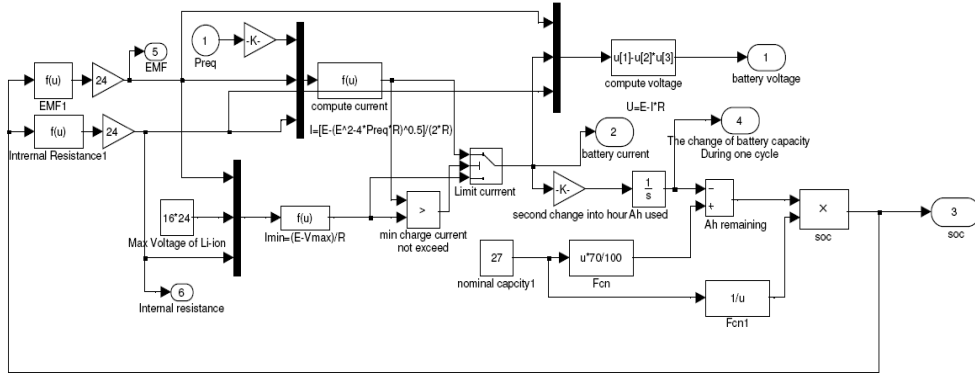 5
EMF
f(u)
24
EMF1
1
Preq
-K-
f(u)
compute current
I=[E-(E^2-4*Preq*R)^0.5]/(2*R)
u[1]-u[2]*u[3]
compute voltage
U=E-I*R
1
battery voltage
f(u)
24
Intrernal Resistance1
2
battery current
4
The change of battery capacity
During one cycle
Limit currrent
-K-
second change into hour
1
s
Ah used
−
+
Ah remaining
×
soc
3
soc
16*24
Max Voltage of Li-ion
f(u)
Imin=(E-Vmax)/R
>
min charge current
not exceed
27
nominal capcity1
u*70/100
Fcn
1/u
Fcn1
6
Internal resistance